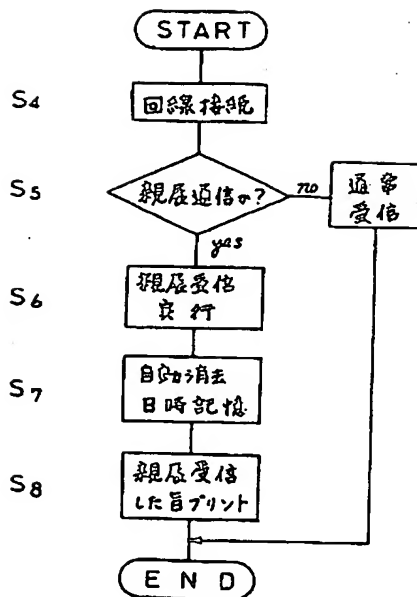 START
S4
回線接続
S5
親展通信か?
no
通常
受信
yes
S6
親展受信
実行
S7
自動消去
日時記憶
S8
親展受信
した旨プリント
END